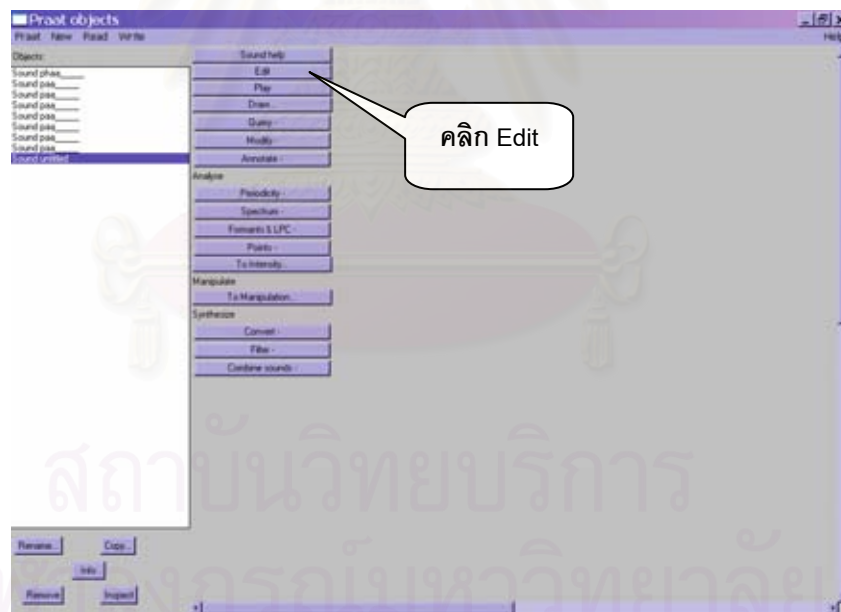 Praat objects
Praat New Read Write Help
Objects:
Sound phaa_____
Sound paa_____
Sound paa_____
Sound paa_____
Sound paa_____
Sound paa_____
Sound paa_____
Sound paa_____
Sound untitled
Sound help
Edit
Play
Draw...
Query -
Modify -
Annotate -
Analyse
Periodicity -
Spectrum -
Formants & LPC -
Points -
To Intensity...
Manipulate
To Manipulation...
Synthesize
Convert -
Filter -
Combine sounds -
คลิก Edit
Rename... Copy...
Info
Remove Inspect
สถาบันวิทยบริการ
จุฬาลงกรณ์มหาวิทยาลัย